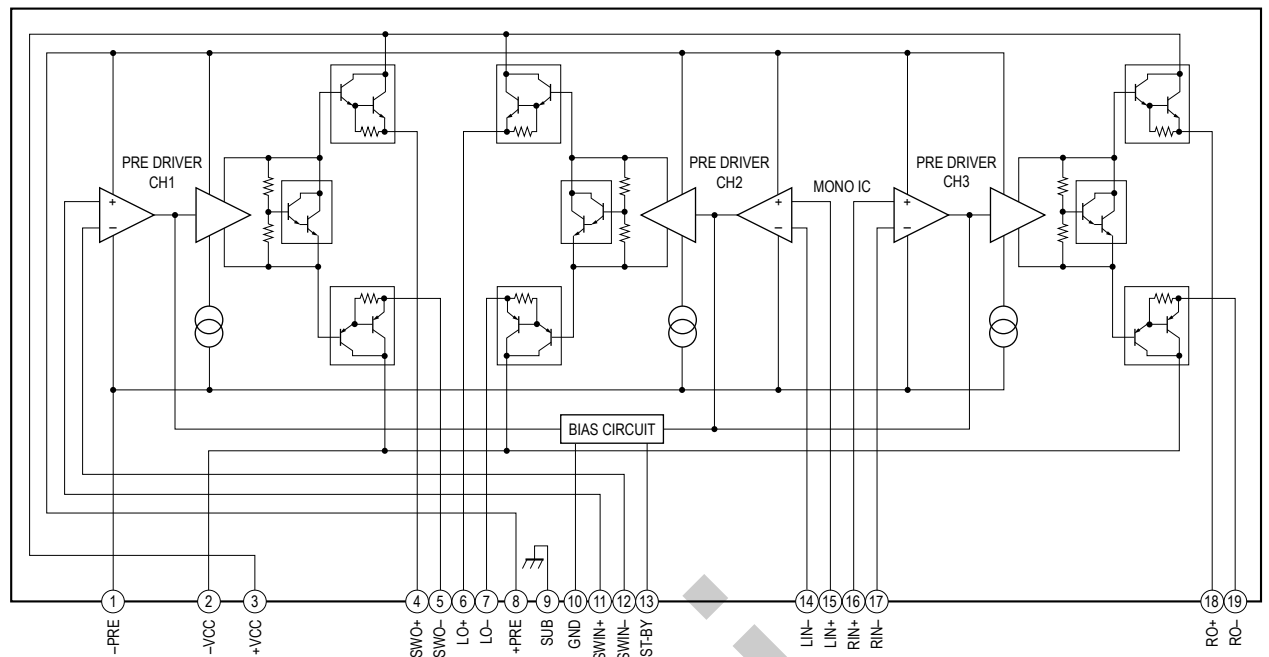 PRE DRIVER
CH1
PRE DRIVER
CH2
MONO IC
PRE DRIVER
CH3
+
−
+
−
+
−
BIAS CIRCUIT
1
2
3
4
5
6
7
8
9
10
11
12
13
14
15
16
17
18
19
–PRE
–VCC
+VCC
SWO+
SWO–
LO+
LO–
+PRE
SUB
GND
SWIN+
SWIN–
ST-BY
LIN–
LIN+
RIN+
RIN–
RO+
RO–